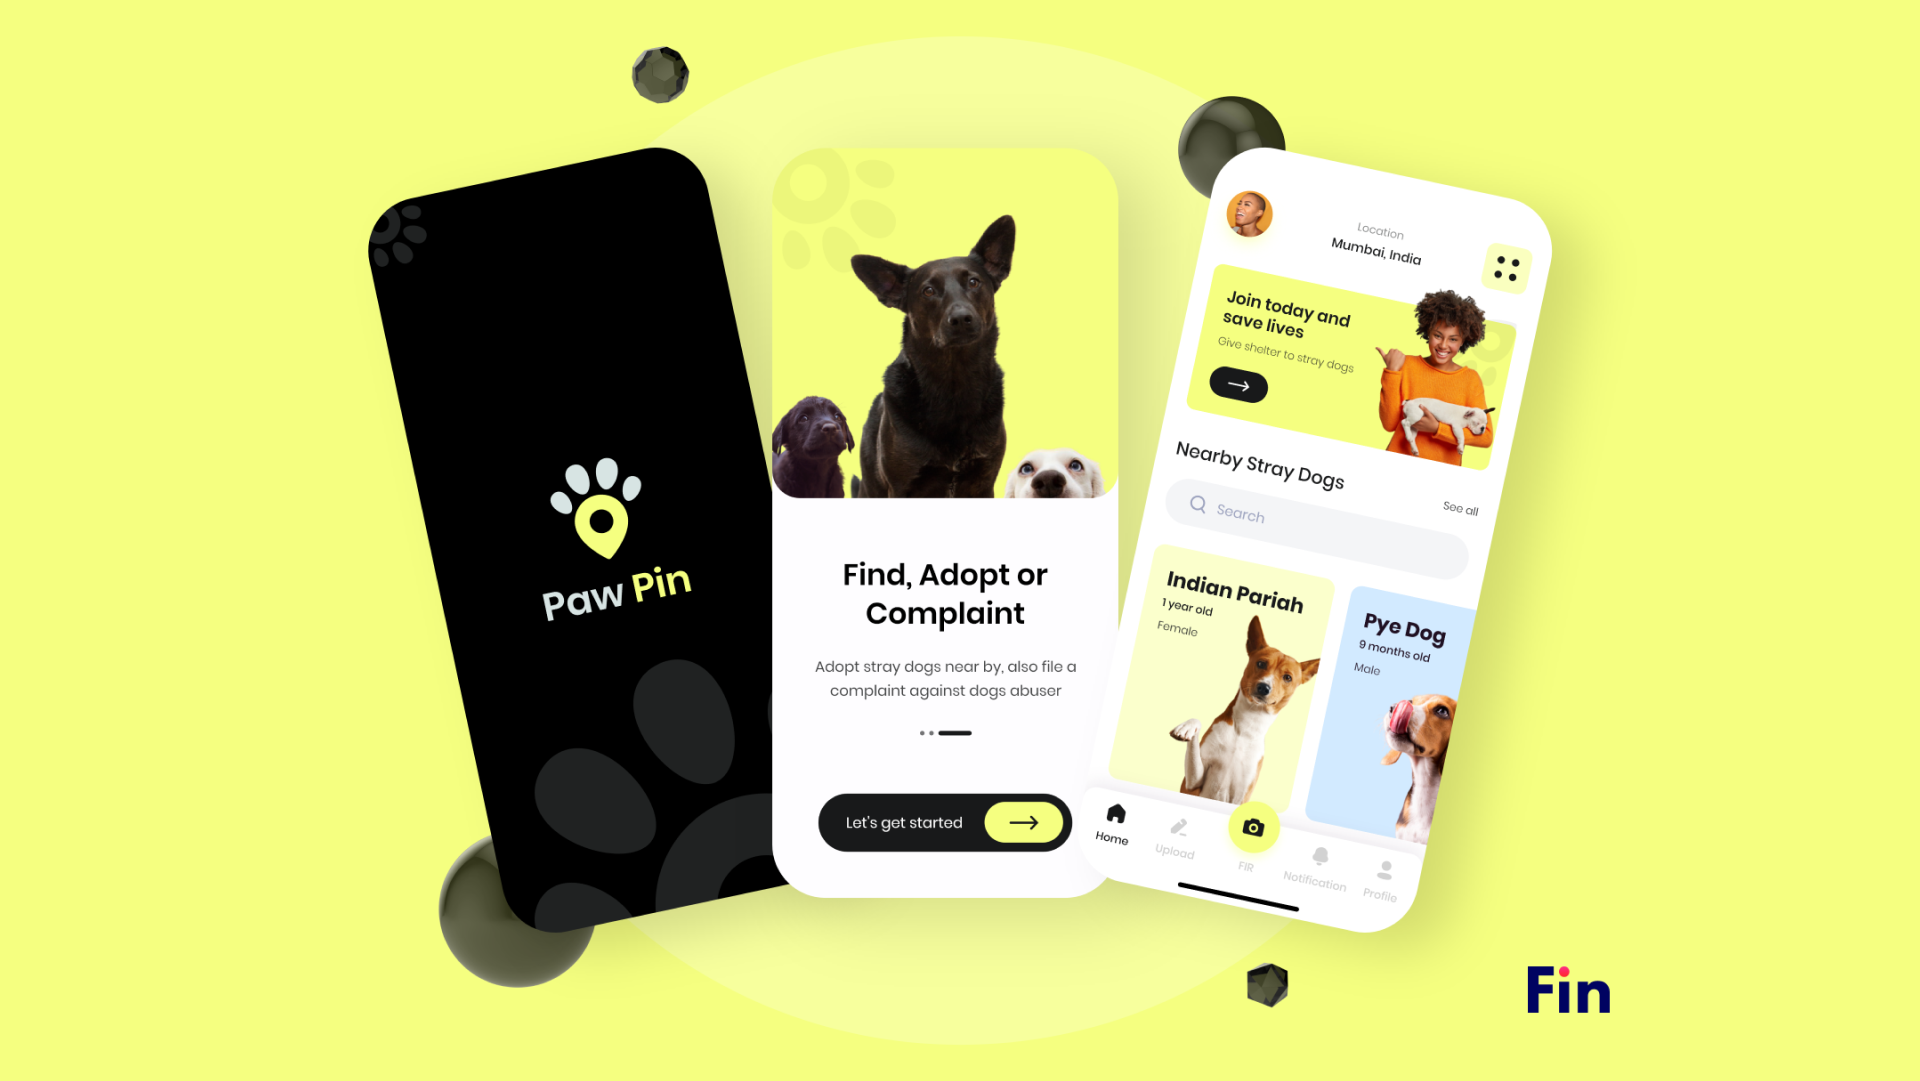 Paw Pin
Find, Adopt or
Complaint
Adopt stray dogs near by, also file a
complaint against dogs abuser
Let's get started
Location
Mumbai, India
Join today and
save lives
Give shelter to stray dogs
Nearby Stray Dogs
See all
Search
Indian Pariah
1 year old
Female
Pye Dog
9 months old
Male
Home
Upload
FIR
Notification
Profile
Fin